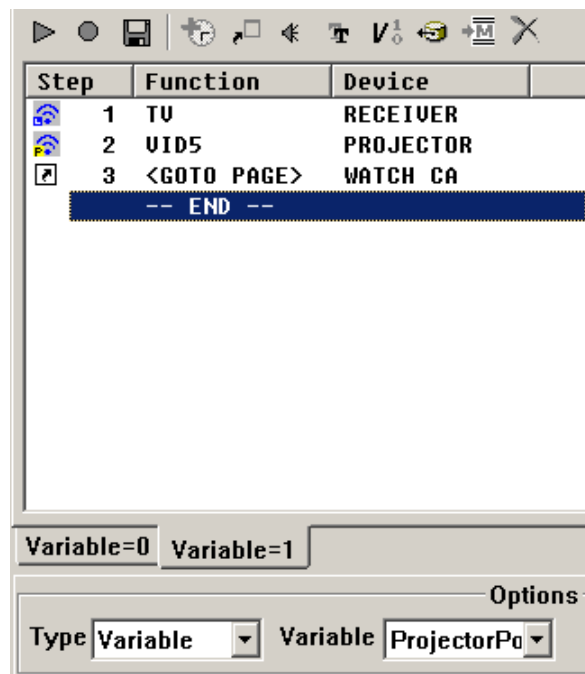 Step Function Device
1 TV RECEIVER
2 VID5 PROJECTOR
3 <GOTO PAGE> WATCH CA
-- END --
Variable=0 Variable=1
Options
Type Variable Variable ProjectorPo